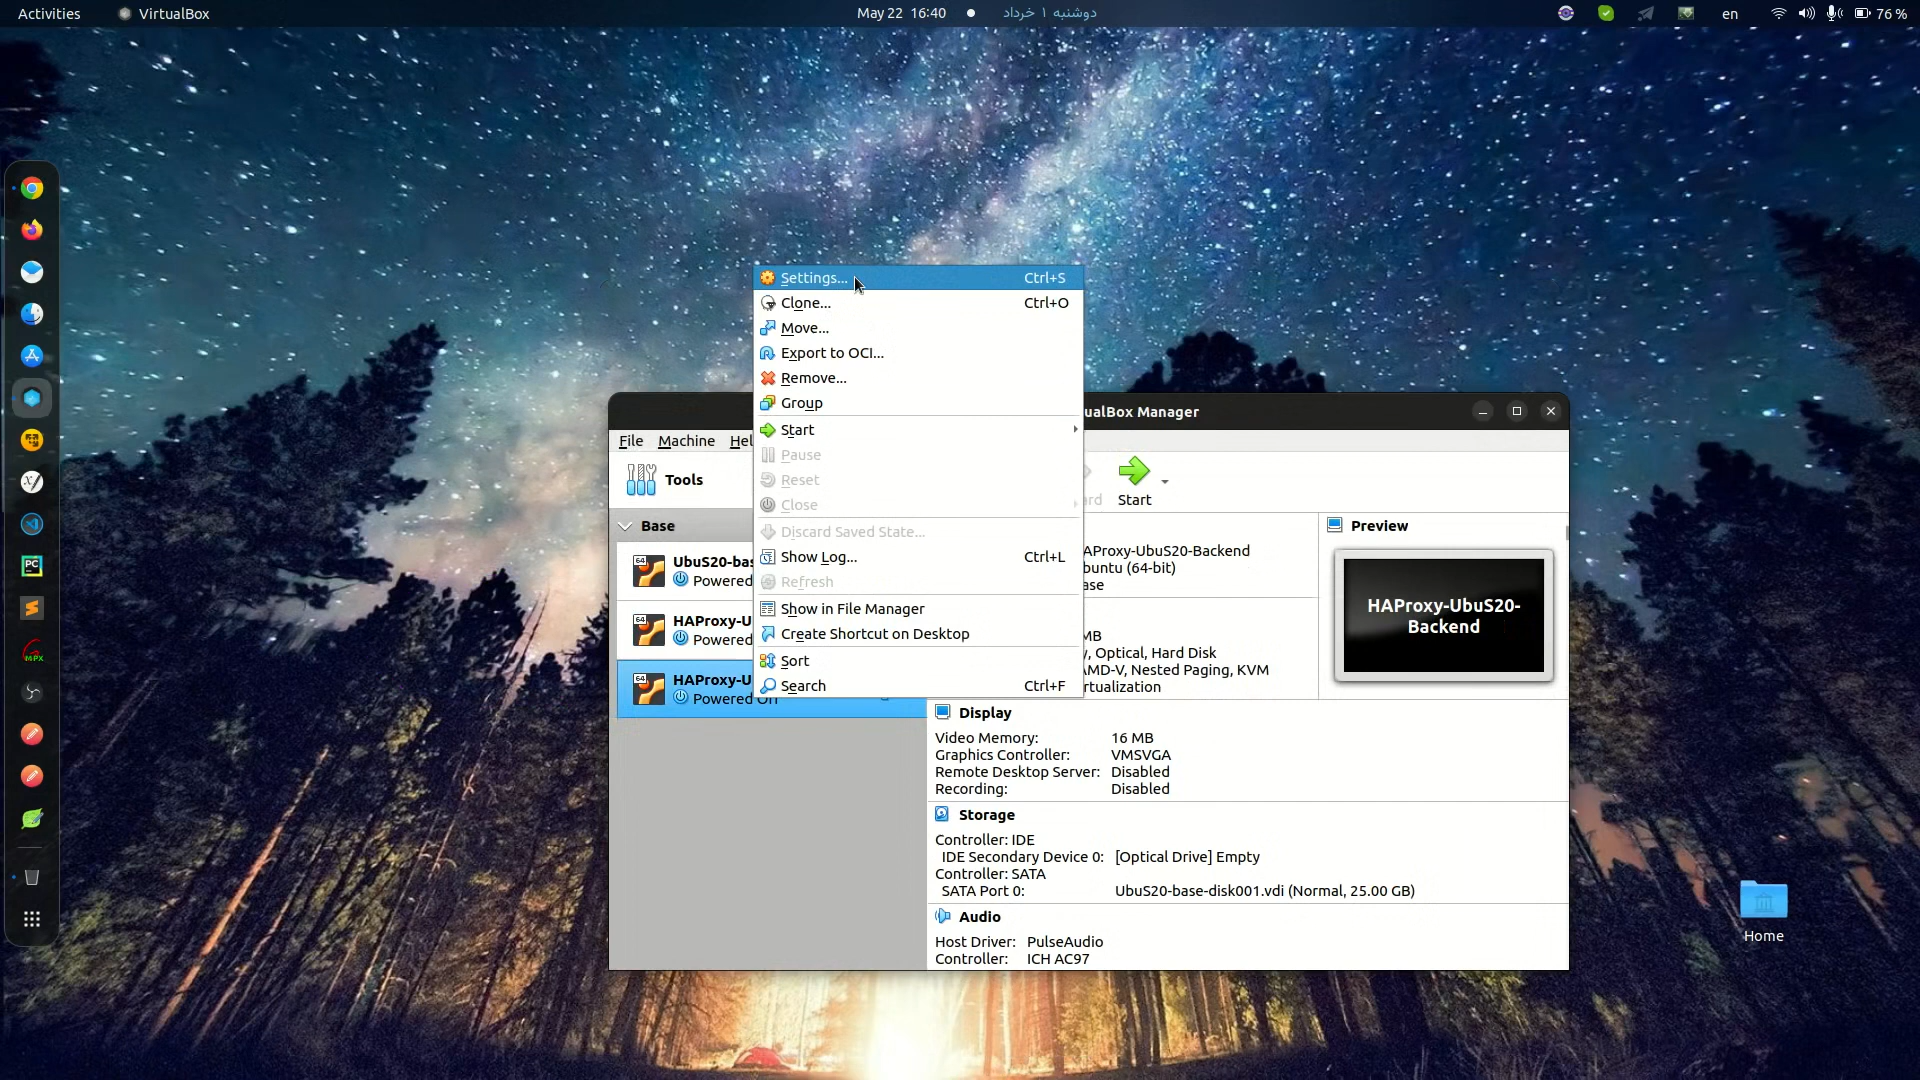 Activities
VirtualBox
May 22 16:40
دوشنبه ۱ خرداد
en
76 %
Settings... Ctrl+S
Clone... Ctrl+O
Move...
Export to OCI...
Remove...
Group
Start
Pause
Reset
Close
Discard Saved State...
Show Log... Ctrl+L
Refresh
Show in File Manager
Create Shortcut on Desktop
Sort
Search Ctrl+F
ualBox Manager
File Machine Hel
Tools
Start
Base
64
UbuS20-bas
Powered
64
HAProxy-U
Powered
64
HAProxy-U
Powered Off
AProxy-UbuS20-Backend
buntu (64-bit)
ase
MB
y, Optical, Hard Disk
AMD-V, Nested Paging, KVM
rtualization
Preview
HAProxy-UbuS20-
Backend
Display
Video Memory: 16 MB
Graphics Controller: VMSVGA
Remote Desktop Server: Disabled
Recording: Disabled
Storage
Controller: IDE
IDE Secondary Device 0: [Optical Drive] Empty
Controller: SATA
SATA Port 0: UbuS20-base-disk001.vdi (Normal, 25.00 GB)
Audio
Host Driver: PulseAudio
Controller: ICH AC97
PC
MPX
Home